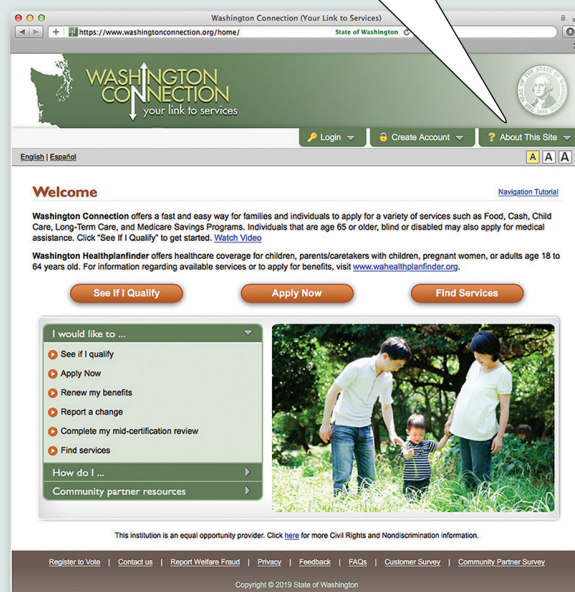 Washington Connection (Your Link to Services)
https://www.washingtonconnection.org/home/ State of Washington
WASHINGTON
CONNECTION
your link to services
Login
Create Account
? About This Site
English | Español
A A A
Welcome
Navigation Tutorial
Washington Connection offers a fast and easy way for families and individuals to apply for a variety of services such as Food, Cash, Child
Care, Long-Term Care, and Medicare Savings Programs. Individuals that are age 65 or older, blind or disabled may also apply for medical
assistance. Click "See If I Qualify" to get started. Watch Video
Washington Healthplanfinder offers healthcare coverage for children, parents/caretakers with children, pregnant women, or adults age 18 to
64 years old. For information regarding available services or to apply for benefits, visit www.wahealthplanfinder.org.
See If I Qualify
Apply Now
Find Services
I would like to ...
See if I qualify
Apply Now
Renew my benefits
Report a change
Complete my mid-certification review
Find services
How do I ...
Community partner resources
This institution is an equal opportunity provider. Click here for more Civil Rights and Nondiscrimination information.
Register to Vote | Contact us | Report Welfare Fraud | Privacy | Feedback | FAQs | Customer Survey | Community Partner Survey
Copyright © 2019 State of Washington